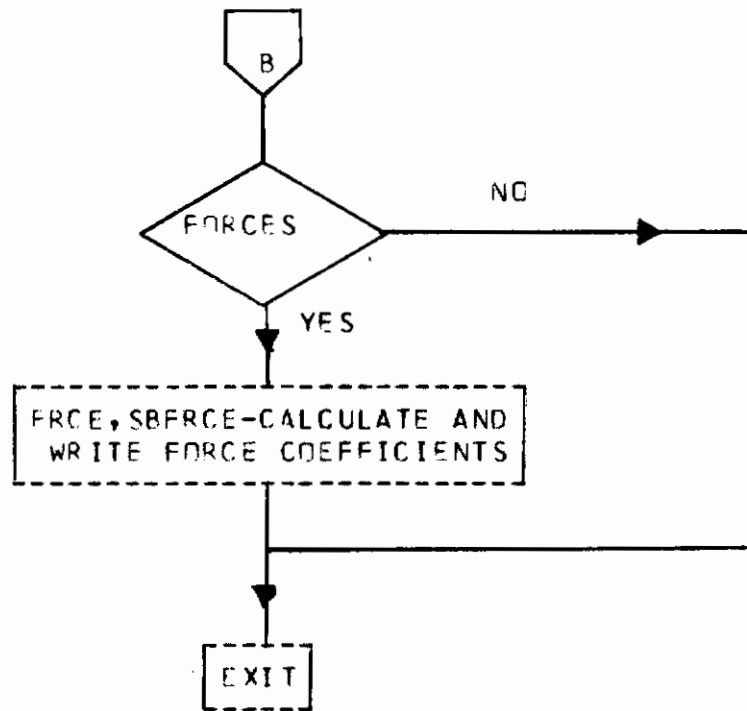 B
NO
FORCES
YES
FRCE,SBFRCE-CALCULATE AND
WRITE FORCE COEFFICIENTS
EXIT